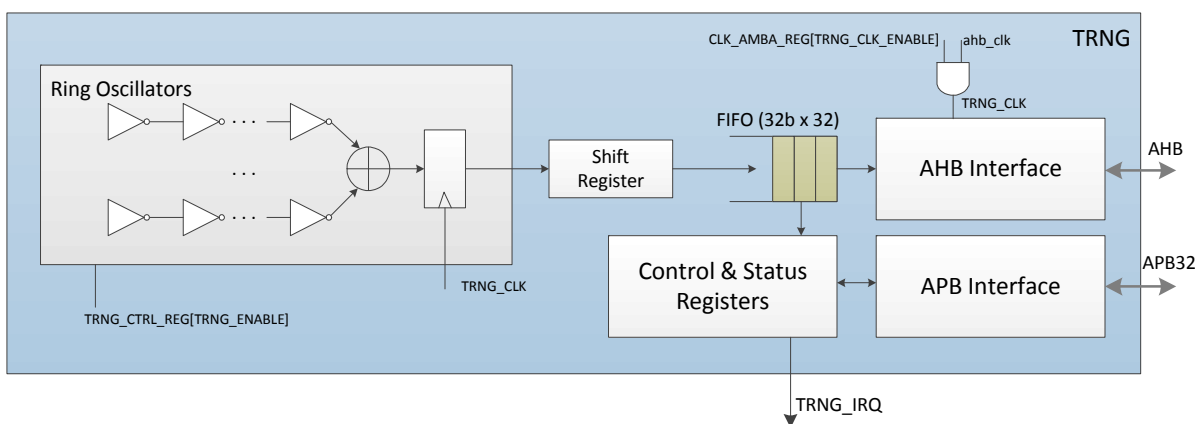 CLK_AMBA_REG[TRNG_CLK_ENABLE]
ahb_clk
TRNG
Ring Oscillators
TRNG_CLK
FIFO (32b x 32)
. . .
. . .
. . .
. . .
Shift
Register
AHB Interface
AHB
Control & Status
Registers
APB Interface
APB32
TRNG_CLK
TRNG_CTRL_REG[TRNG_ENABLE]
TRNG_IRQ